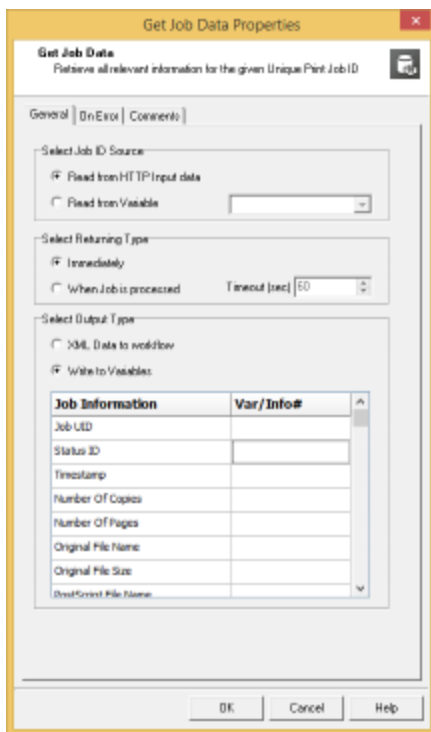 Get Job Data Properties
Get Job Data
Retrieve all relevant information for the given Unique Print Job ID
General On Error Comments
Select Job ID Source
Read from HTTP Input data
Read from Variable
Select Returning Type
Immediately
When Job is processed Timeout (sec) 60
Select Output Type
XML Data to workflow
Write to Variables
Job Information Var/Info#
Job UID
Status ID
Timestamp
Number Of Copies
Number Of Pages
Original File Name
Original File Size
PostScript File Name
OK Cancel Help